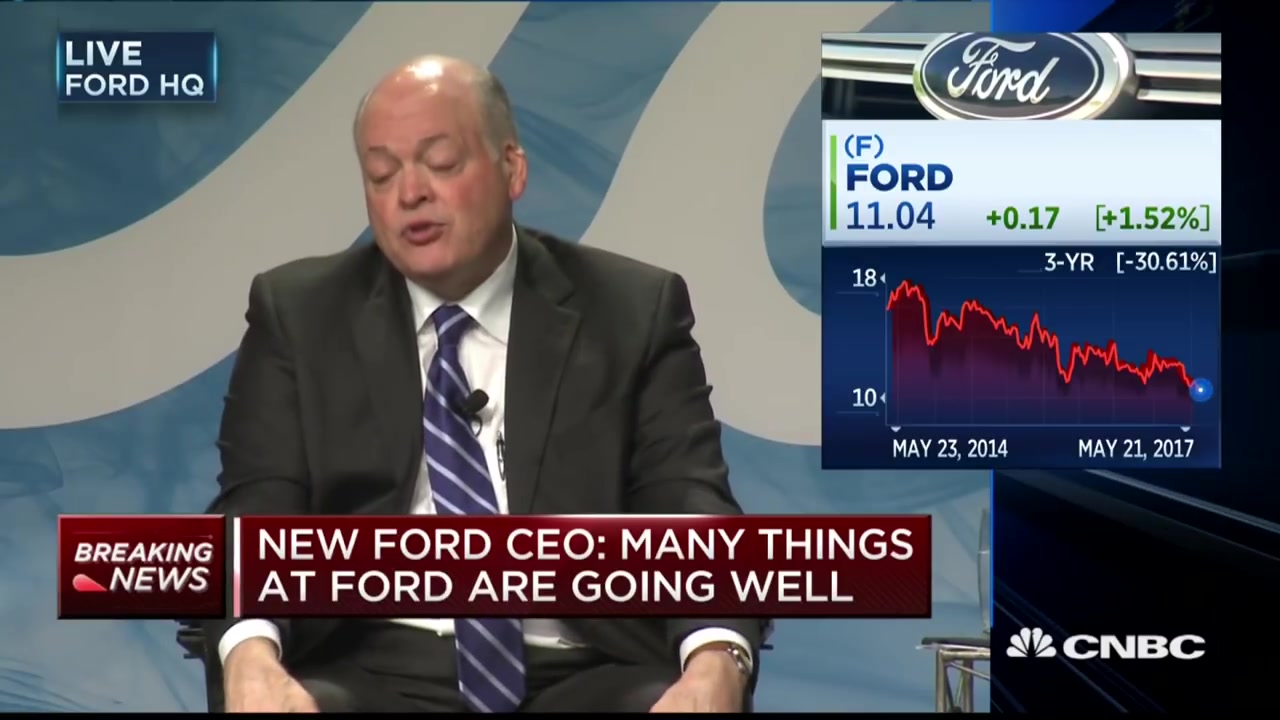 LIVE
FORD HQ
Ford
(F)
FORD
11.04 +0.17 [+1.52%]
3-YR [-30.61%]
18
10
MAY 23, 2014 MAY 21, 2017
BREAKING
NEWS
NEW FORD CEO: MANY THINGS
AT FORD ARE GOING WELL
CNBC